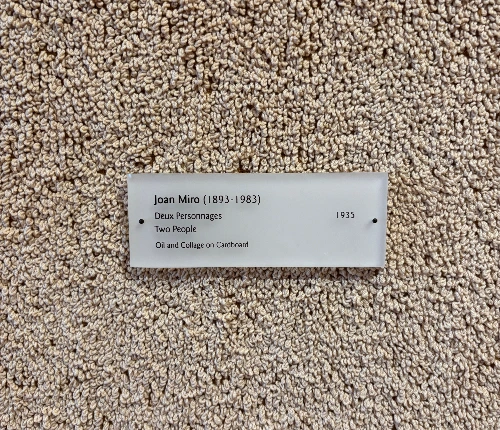 Joan Miro (1893-1983)
Deux Personnages 1935
Two People
Oil and Collage on Cardboard